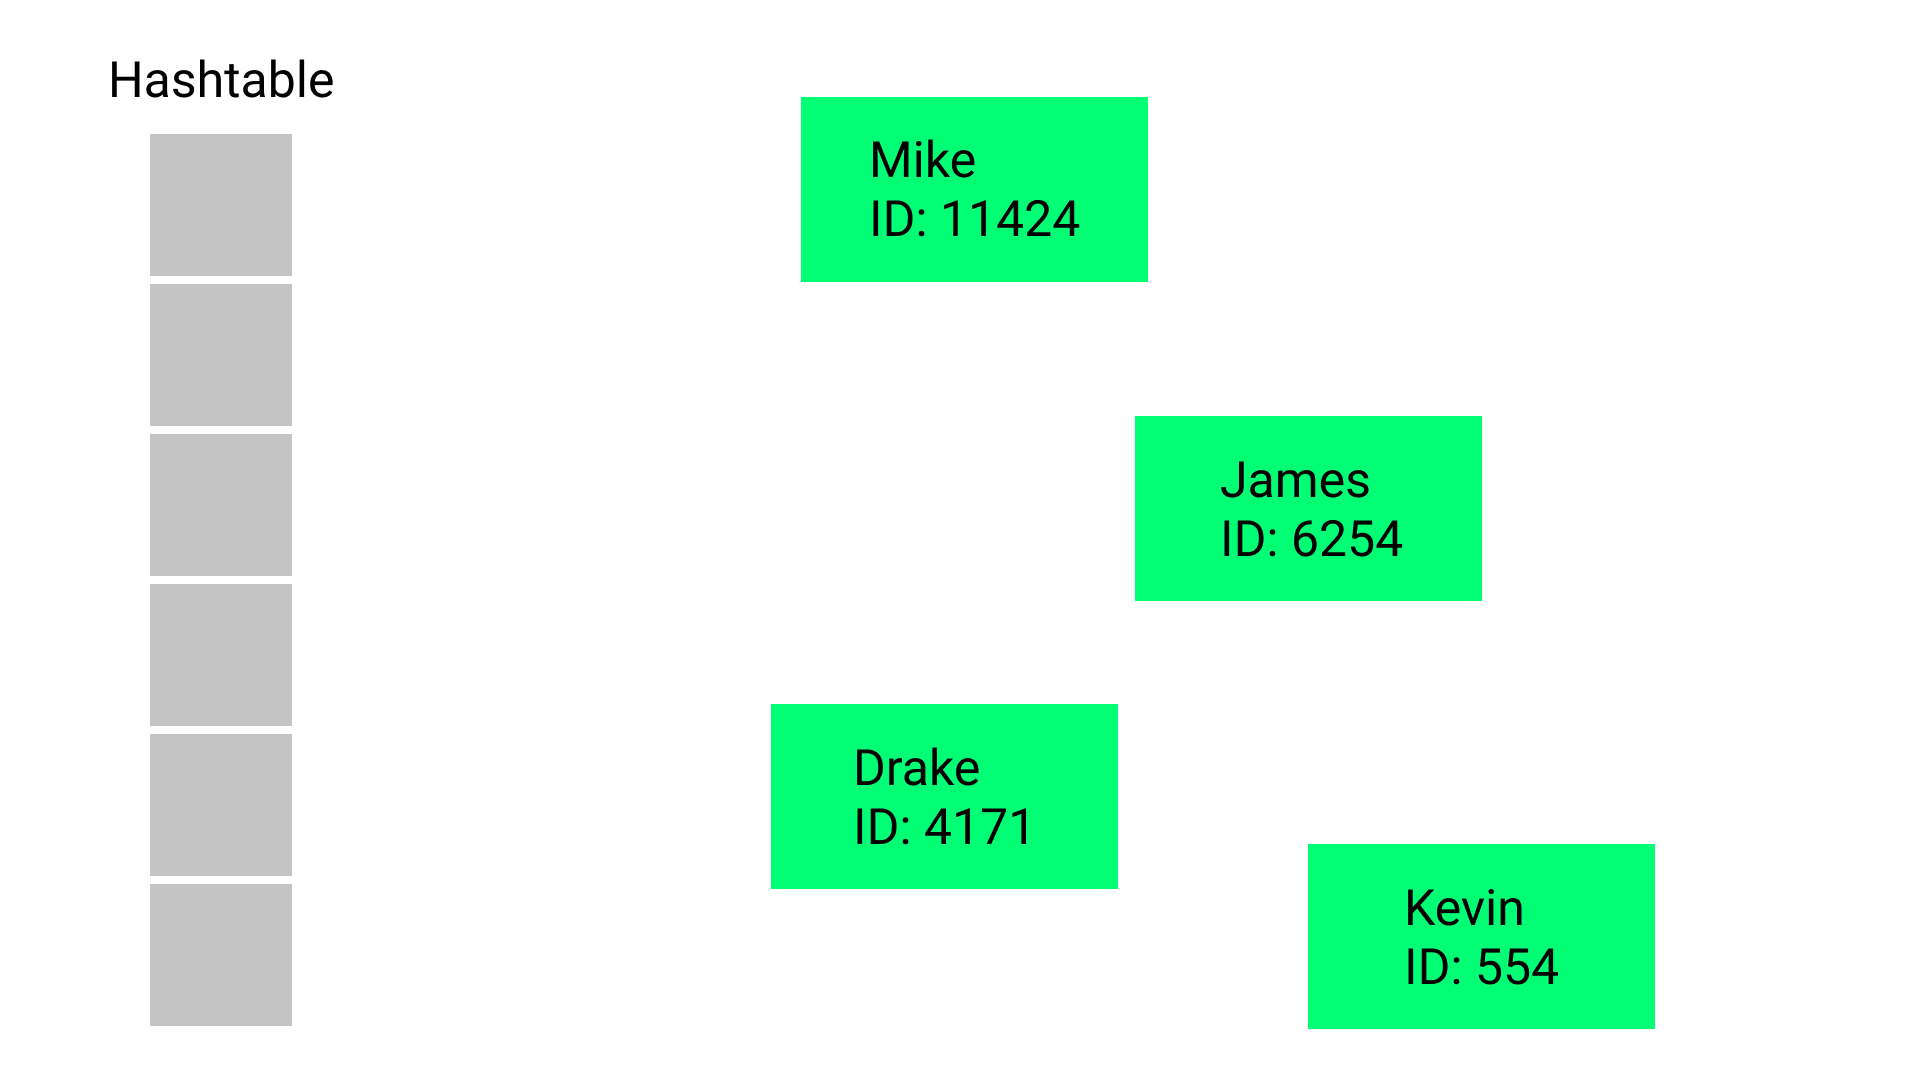 Hashtable
Mike
ID: 11424
James
ID: 6254
Drake
ID: 4171
Kevin
ID: 554